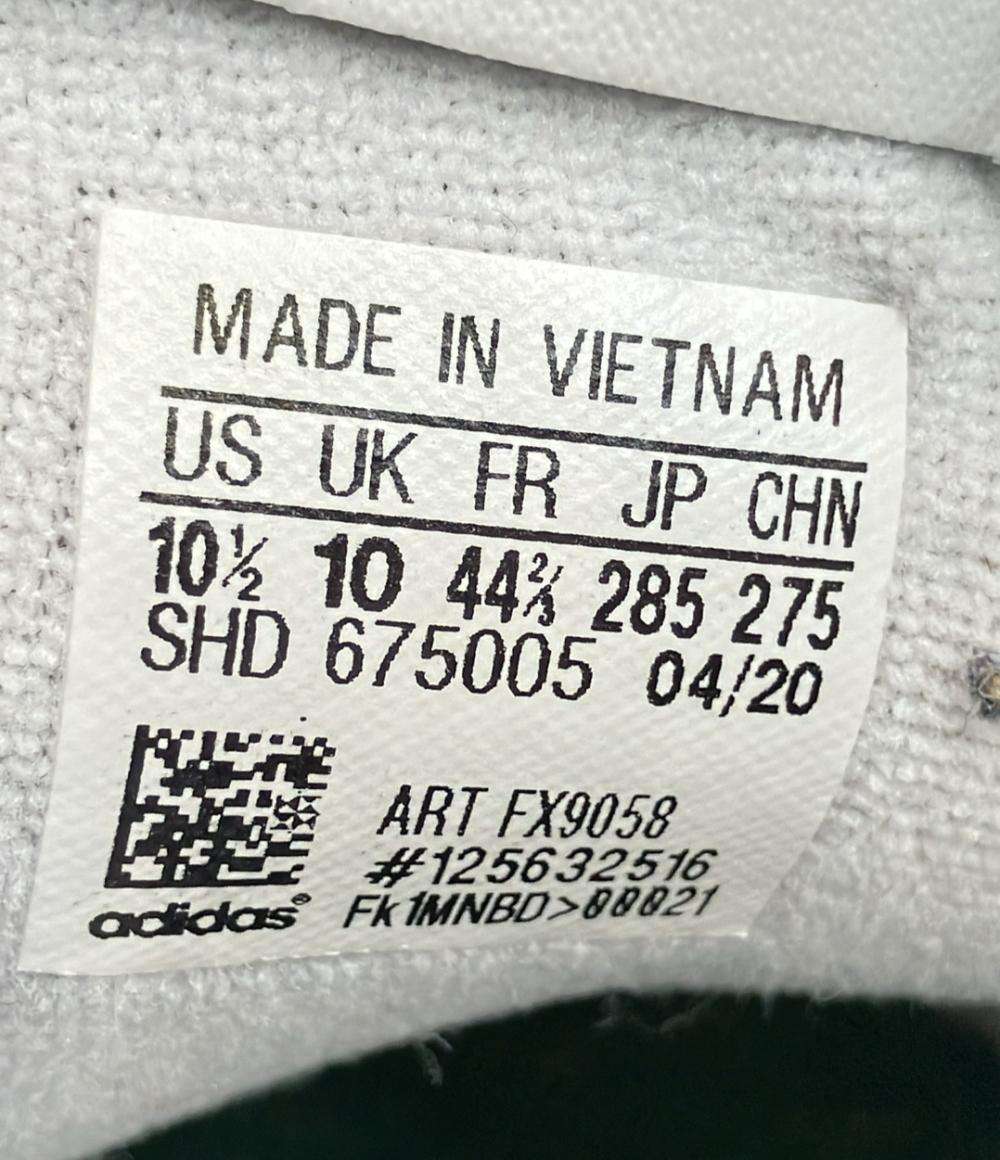 MADE IN VIETNAM
US UK FR JP CHN
10½ 10 44⅔ 285 275
SHD 675005 04/20
ART FX9058
#125632516
Fk1MNBD>00021
adidas®